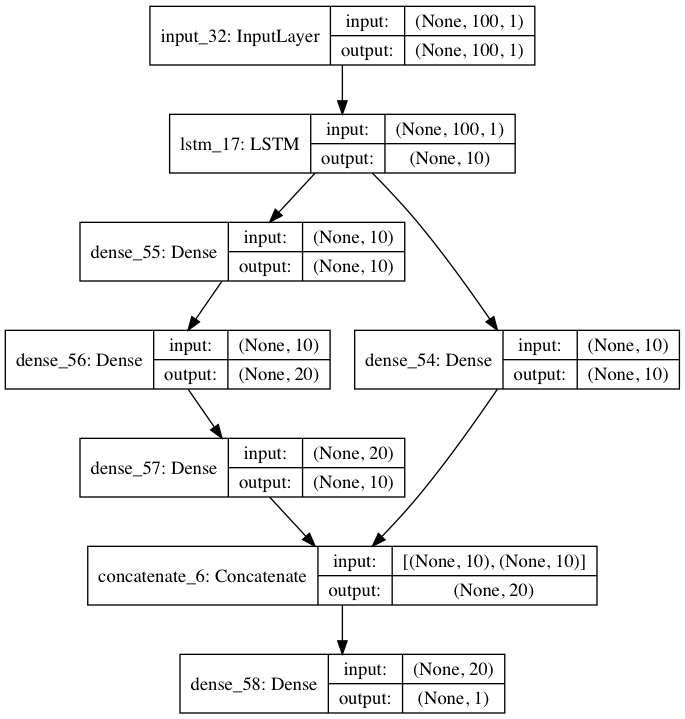 input_32: InputLayer
input:
(None, 100, 1)
output:
(None, 100, 1)
lstm_17: LSTM
input:
(None, 100, 1)
output:
(None, 10)
dense_55: Dense
input:
(None, 10)
output:
(None, 10)
dense_56: Dense
input:
(None, 10)
output:
(None, 20)
dense_54: Dense
input:
(None, 10)
output:
(None, 10)
dense_57: Dense
input:
(None, 20)
output:
(None, 10)
concatenate_6: Concatenate
input:
[(None, 10), (None, 10)]
output:
(None, 20)
dense_58: Dense
input:
(None, 20)
output:
(None, 1)